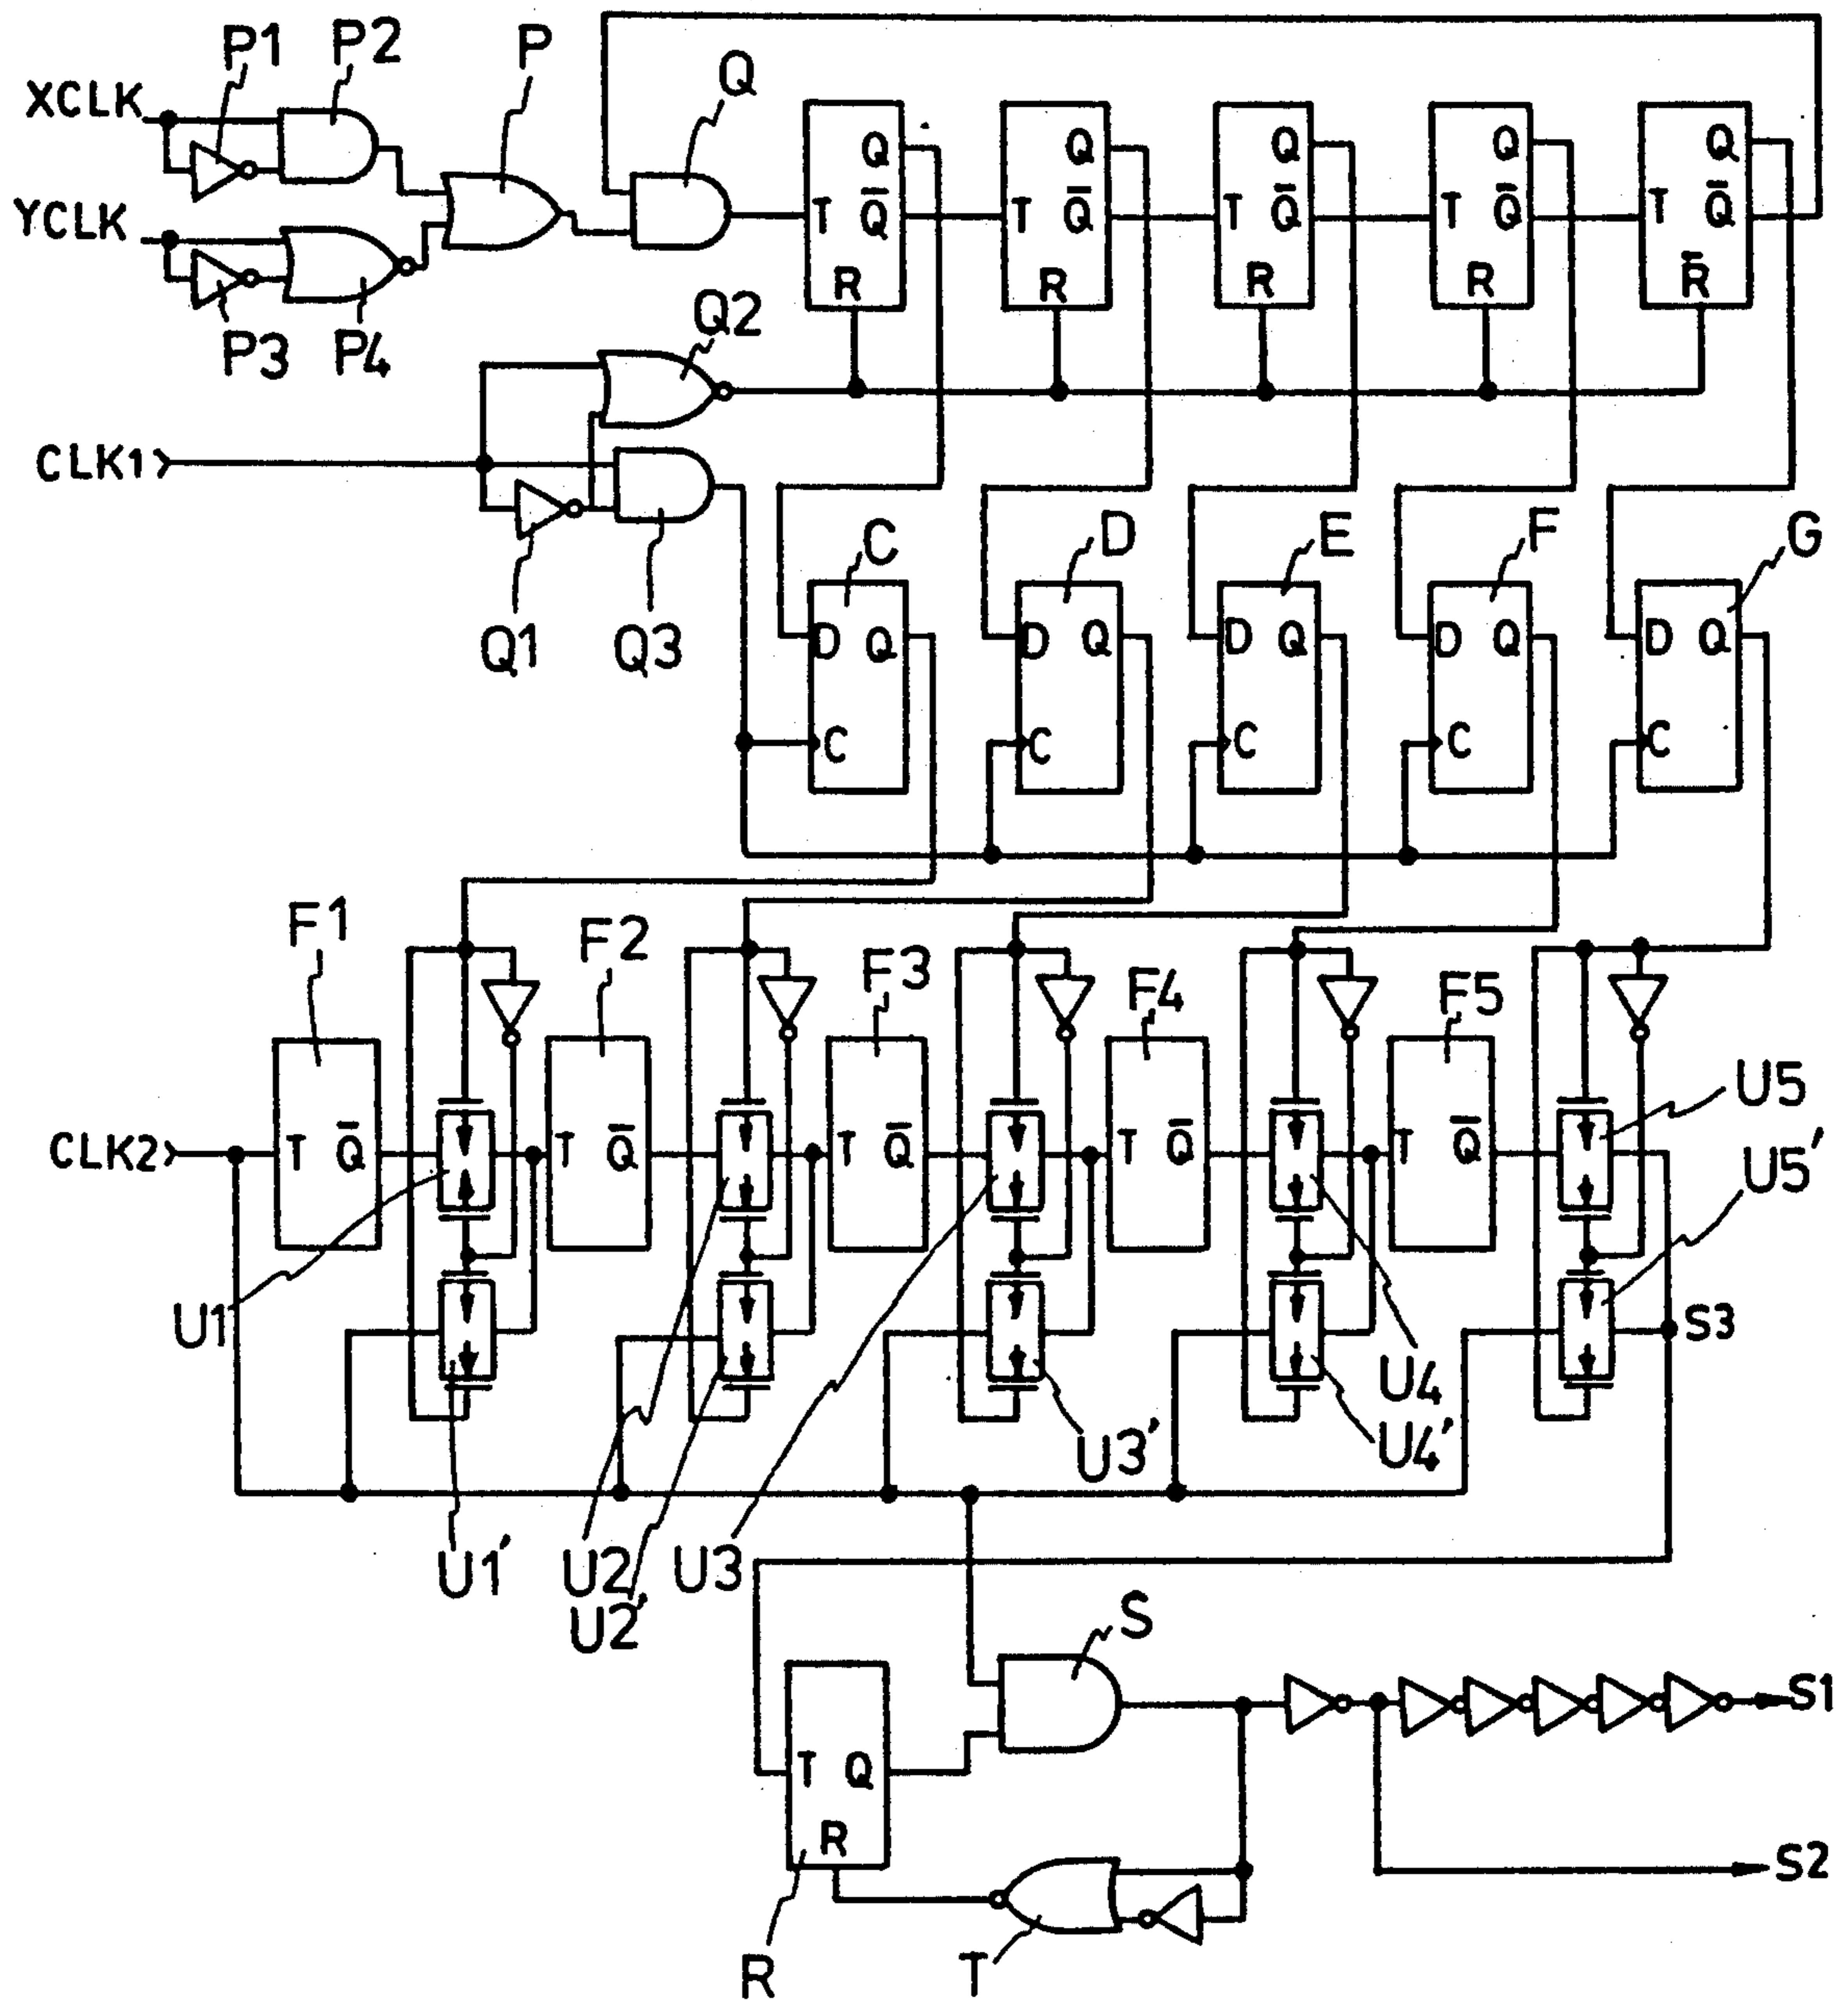 P1 P2 P Q
XCLK
Q Q Q Q Q
YCLK
T Q̅ T Q̅ T Q̅ T Q̅ T Q̅
R R R R R̅
P3 P4 Q2
CLK1
C D E F G
Q1 Q3
D Q D Q D Q D Q D Q
C C C C C
F1 F2 F3 F4 F5
U5
CLK2 T Q̅ T Q̅ T Q̅ T Q̅ T Q̅
U5'
U1 S3
U4
U3' U4'
U1' U2 U3
U2'
S
S1
T Q
R
S2
R T